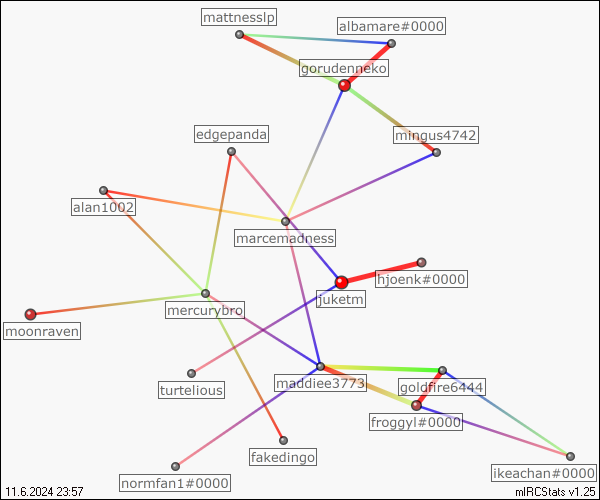 mattnesslp
albamare#0000
gorudenneko
edgepanda
mingus4742
alan1002
marcemadness
hjoenk#0000
juketm
mercurybro
moonraven
turtelious
maddiee3773
goldfire6444
froggyl#0000
fakedingo
ikeachan#0000
normfan1#0000
11.6.2024 23:57
mIRCStats v1.25